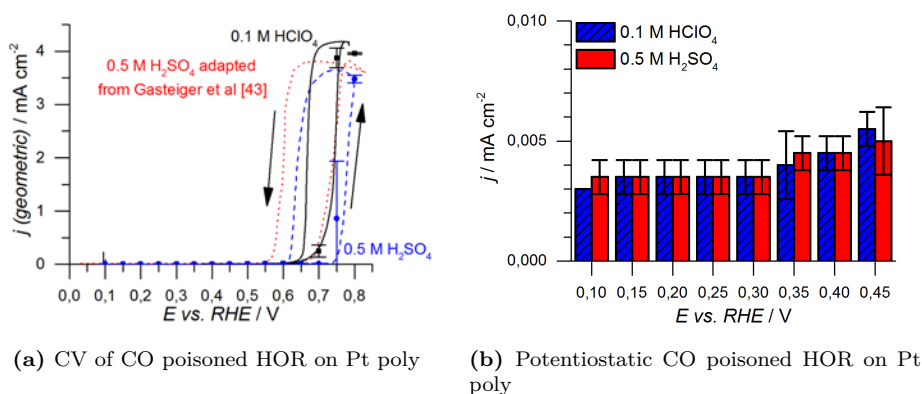 0.1 M HClO₄
0.5 M H₂SO₄ adapted
from Gasteiger et al [43]
0.5 M H₂SO₄
j (geometric) / mA cm⁻²
4
3
2
1
0
0,0 0,1 0,2 0,3 0,4 0,5 0,6 0,7 0,8
E vs. RHE / V
(a) CV of CO poisoned HOR on Pt poly
0.1 M HClO₄
0.5 M H₂SO₄
j / mA cm⁻²
0,010
0,005
0,000
0,10 0,15 0,20 0,25 0,30 0,35 0,40 0,45
E vs. RHE / V
(b) Potentiostatic CO poisoned HOR on Pt
poly